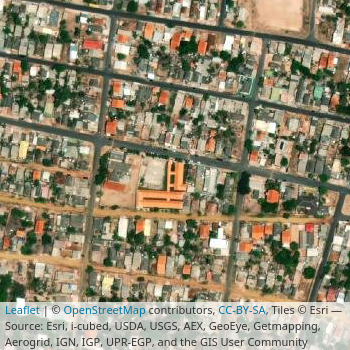 Leaflet | © OpenStreetMap contributors, CC-BY-SA, Tiles © Esri —
Source: Esri, i-cubed, USDA, USGS, AEX, GeoEye, Getmapping,
Aerogrid, IGN, IGP, UPR-EGP, and the GIS User Community